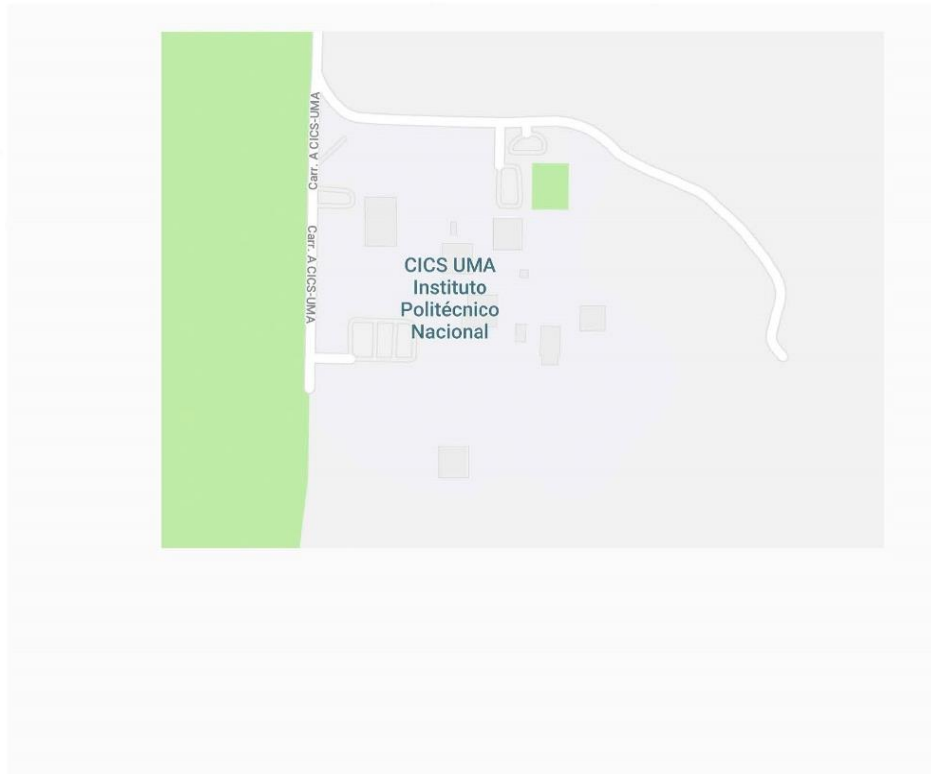 Carr. A CICS-UMA
Carr. A CICS-UMA
CICS UMA
Instituto
Politécnico
Nacional